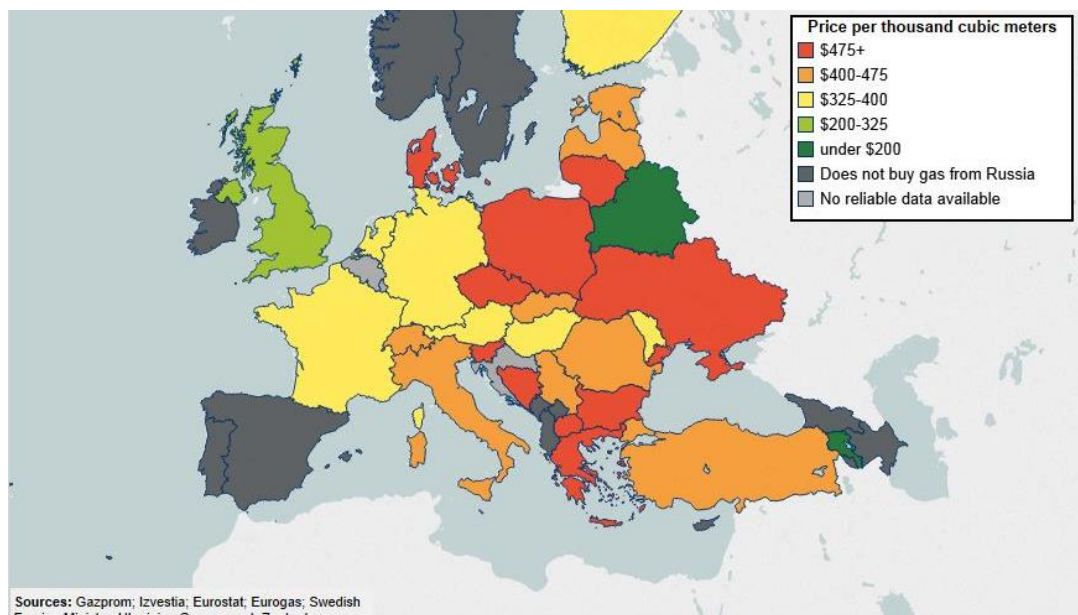 Price per thousand cubic meters
$475+
$400-475
$325-400
$200-325
under $200
Does not buy gas from Russia
No reliable data available
Sources: Gazprom; Izvestia; Eurostat; Eurogas; Swedish